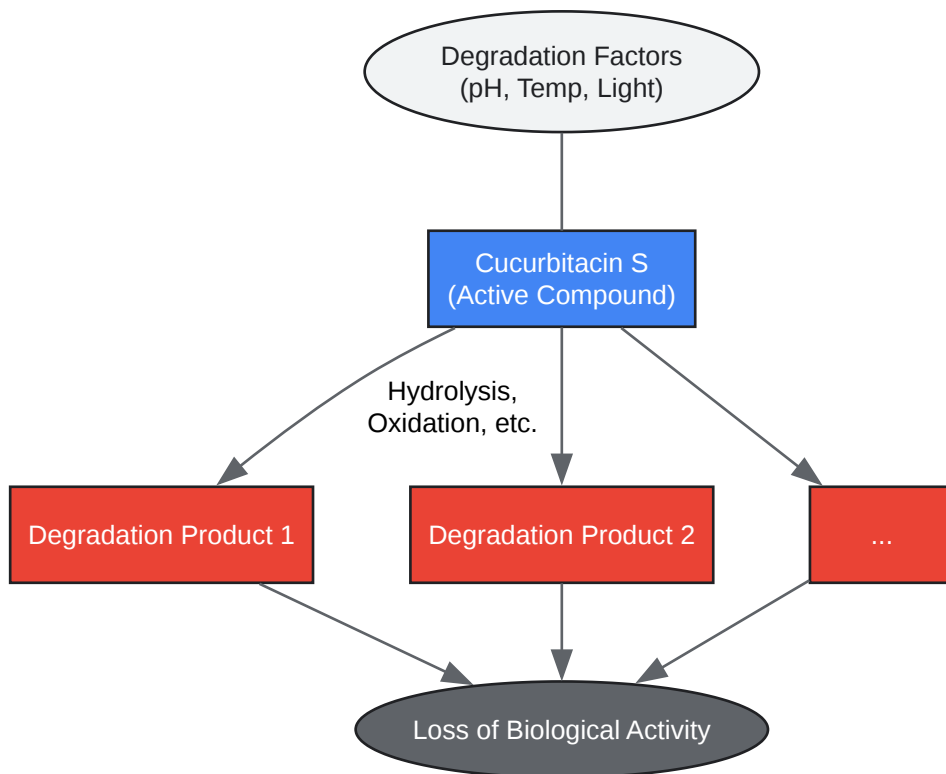 Degradation Factors
(pH, Temp, Light)
Cucurbitacin S
(Active Compound)
Hydrolysis,
Oxidation, etc.
Degradation Product 1
Degradation Product 2
...
Loss of Biological Activity